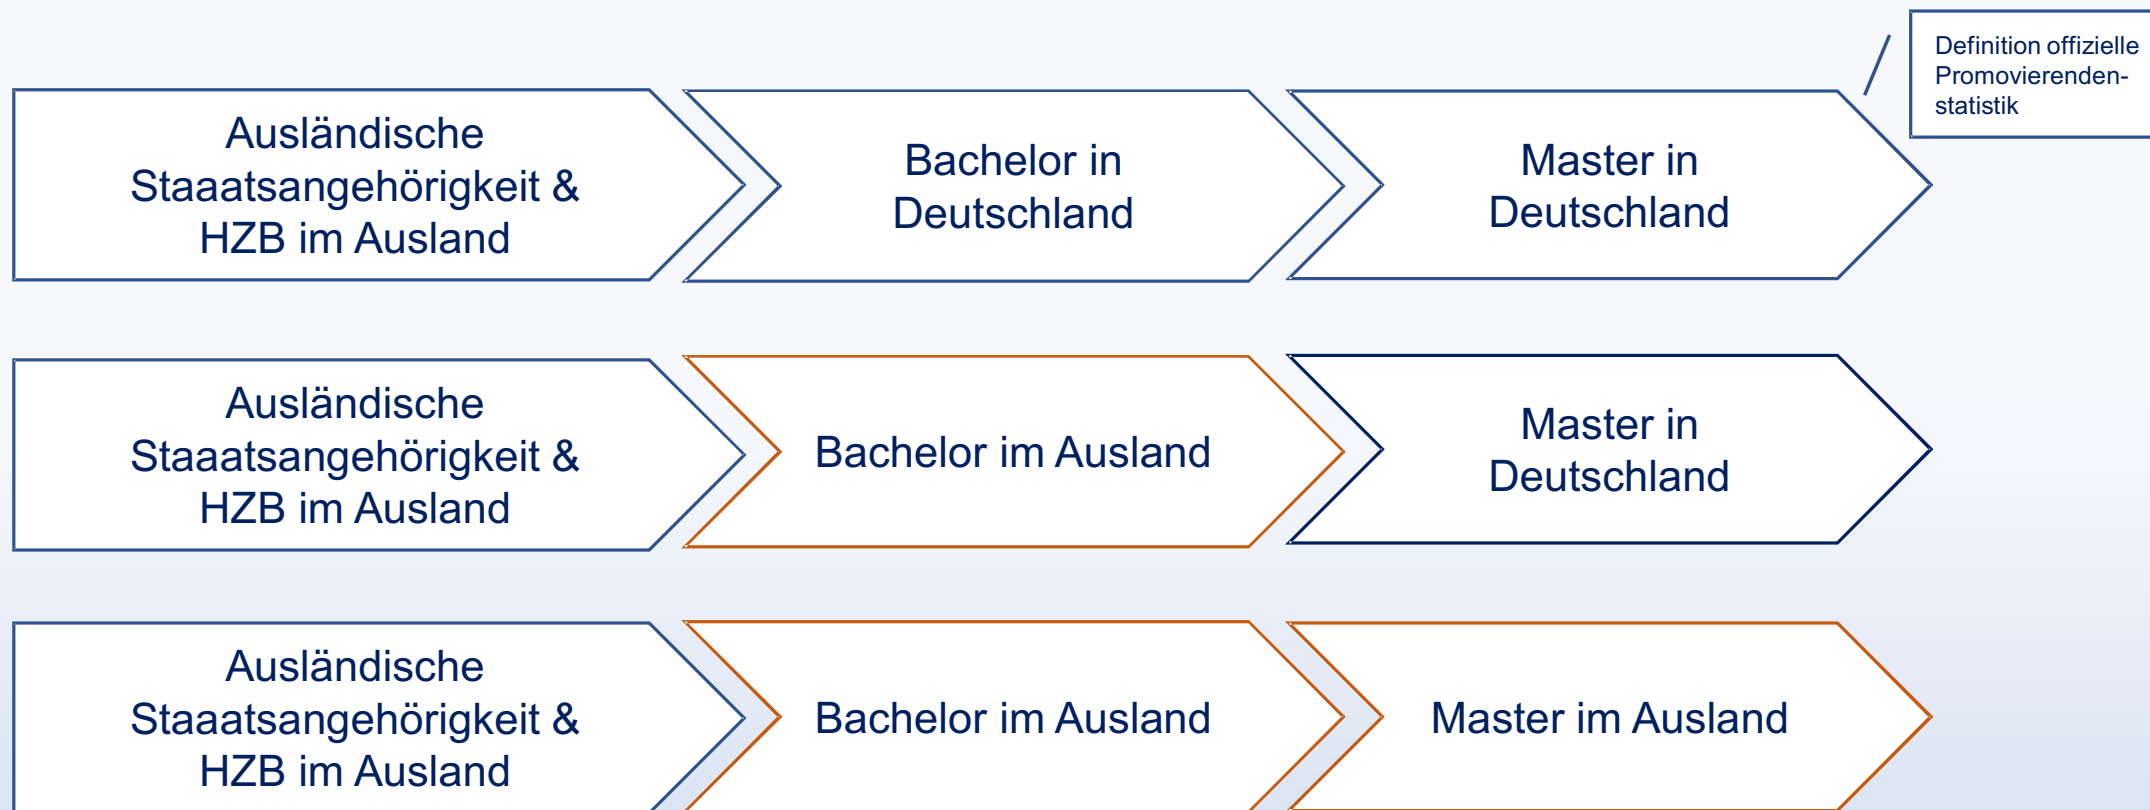 Definition offizielle
Promovierenden-
statistik
Ausländische
Staaatsangehörigkeit &
HZB im Ausland
Bachelor in
Deutschland
Master in
Deutschland
Ausländische
Staaatsangehörigkeit &
HZB im Ausland
Bachelor im Ausland
Master in
Deutschland
Ausländische
Staaatsangehörigkeit &
HZB im Ausland
Bachelor im Ausland
Master im Ausland